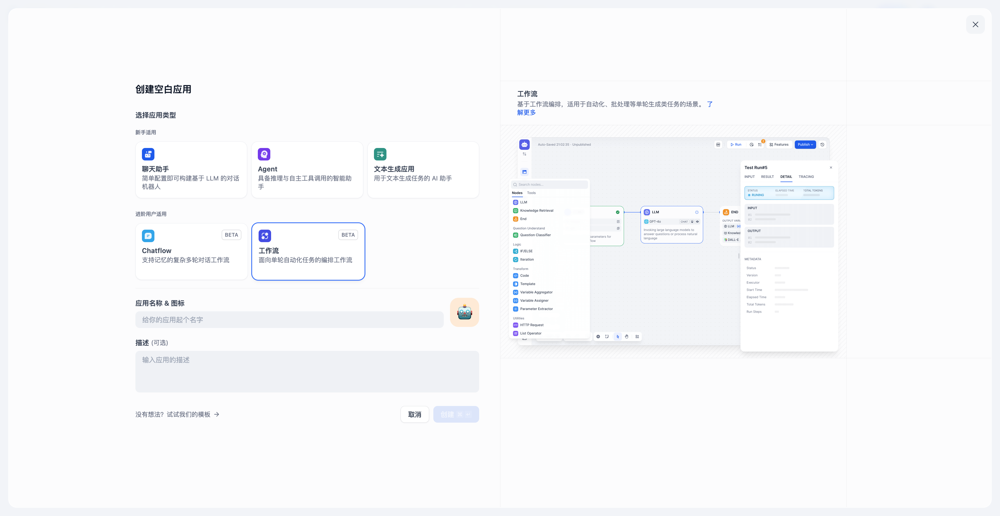 创建空白应用
选择应用类型
新手适用
聊天助手
简单配置即可构建基于 LLM 的对话
机器人
Agent
具备推理与自主工具调用的智能助
手
文本生成应用
用于文本生成任务的 AI 助手
进阶用户适用
BETA
Chatflow
支持记忆的复杂多轮对话工作流
BETA
工作流
面向单轮自动化任务的编排工作流
应用名称 & 图标
给你的应用起个名字
描述 (可选)
输入应用的描述
没有想法？试试我们的模板 →
取消
创建 ⌘ ↵
工作流
基于工作流编排，适用于自动化、批处理等单轮生成类任务的场景。 了
解更多
Auto-Saved 21:02:35 · Unpublished
ENV
Run
2
Features
Publish
Search nodes...
Nodes Tools
LLM
Knowledge Retrieval
End
Question Understand
Question Classifier
Logic
IF/ELSE
Iteration
Transform
Code
Template
Variable Aggregator
Variable Assigner
Parameter Extractor
Utilities
HTTP Request
List Operator
parameters for
flow
LLM
GPT-4o CHAT
Invoking large language models to
answer questions or process natural
language
END
OUTPUT VARIA
LLM / {x}
Knowled
DALL-E
Test Run#5
INPUT RESULT DETAIL TRACING
STATUS ELAPSED TIME TOTAL TOKENS
RUNING
INPUT
01
02
OUTPUT
01
02
METADATA
Status
Version
Executor
Start Time
Elapsed Time
Total Tokens
Run Steps